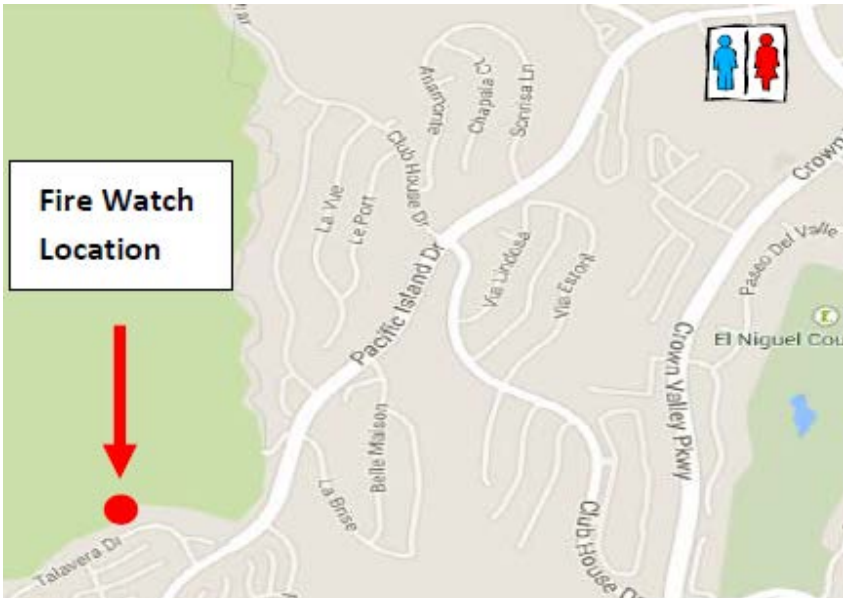 lar
Anamonte
Chapala Ct
Sonrisa Ln
Crown
Club House Dr
Fire Watch
Location
La Vue
Le Port
Pacific Island Dr
Via Lindosa
Via Estoril
Paseo Del Valle
El Niguel Cou
Crown Valley Pkwy
Belle Maison
La Brise
Club House Dr
Talavera Dr